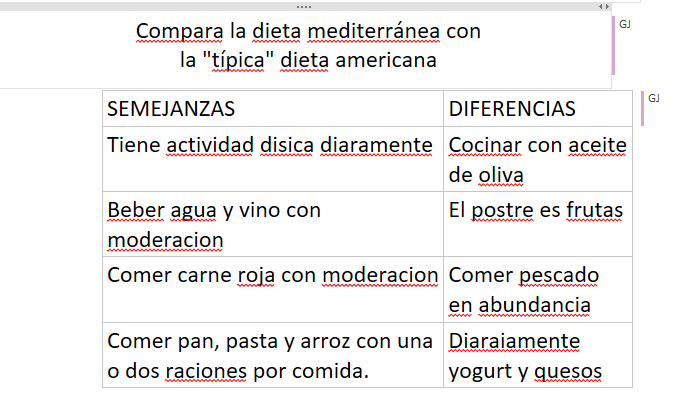 Compara la dieta mediterránea con
la "típica" dieta americana
GJ
GJ
SEMEJANZAS
DIFERENCIAS
Tiene actividad disica diaramente
Cocinar con aceite
de oliva
Beber agua y vino con
moderacion
El postre es frutas
Comer carne roja con moderacion
Comer pescado
en abundancia
Comer pan, pasta y arroz con una
o dos raciones por comida.
Diaraiamente
yogurt y quesos